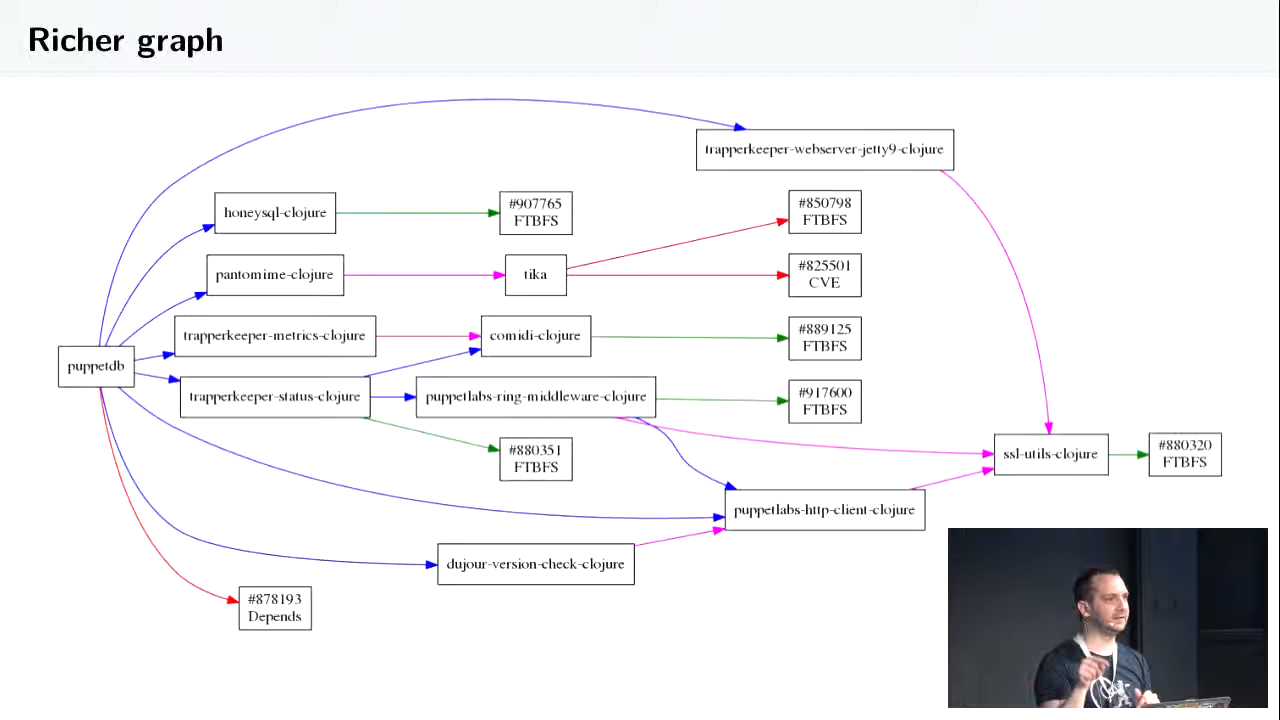 Richer graph
trapperkeeper-webserver-jetty9-clojure
honeysql-clojure
#907765
FTBFS
#850798
FTBFS
pantomime-clojure
tika
#825501
CVE
trapperkeeper-metrics-clojure
comidi-clojure
#889125
FTBFS
puppetdb
trapperkeeper-status-clojure
puppetlabs-ring-middleware-clojure
#917600
FTBFS
#880351
FTBFS
ssl-utils-clojure
#880320
FTBFS
puppetlabs-http-client-clojure
dujour-version-check-clojure
#878193
Depends